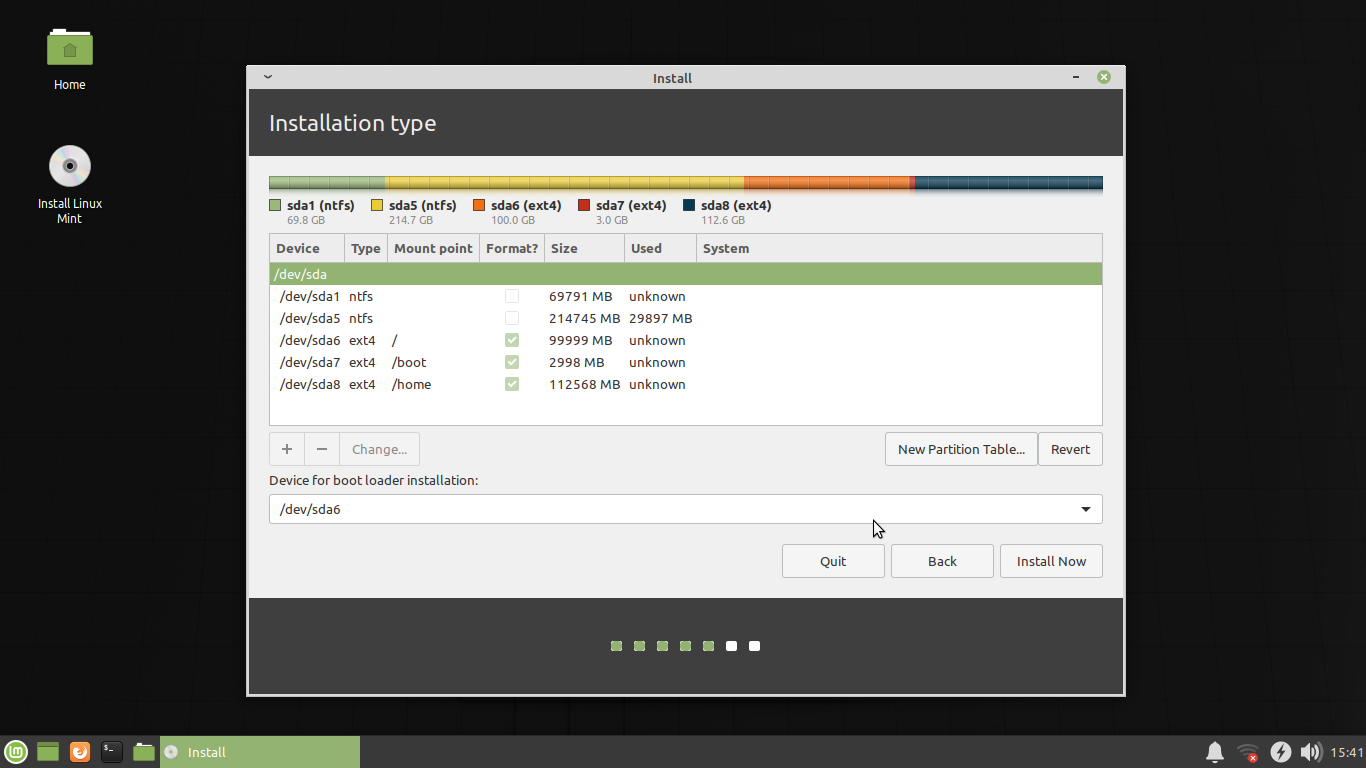 Home
Install Linux
Mint
Install
Installation type
sda1 (ntfs) sda5 (ntfs) sda6 (ext4) sda7 (ext4) sda8 (ext4)
69.8 GB 214.7 GB 100.0 GB 3.0 GB 112.6 GB
Device Type Mount point Format? Size Used System
/dev/sda
/dev/sda1 ntfs 69791 MB unknown
/dev/sda5 ntfs 214745 MB 29897 MB
/dev/sda6 ext4 / 99999 MB unknown
/dev/sda7 ext4 /boot 2998 MB unknown
/dev/sda8 ext4 /home 112568 MB unknown
+ − Change... New Partition Table... Revert
Device for boot loader installation:
/dev/sda6
Quit Back Install Now
Install 15:41